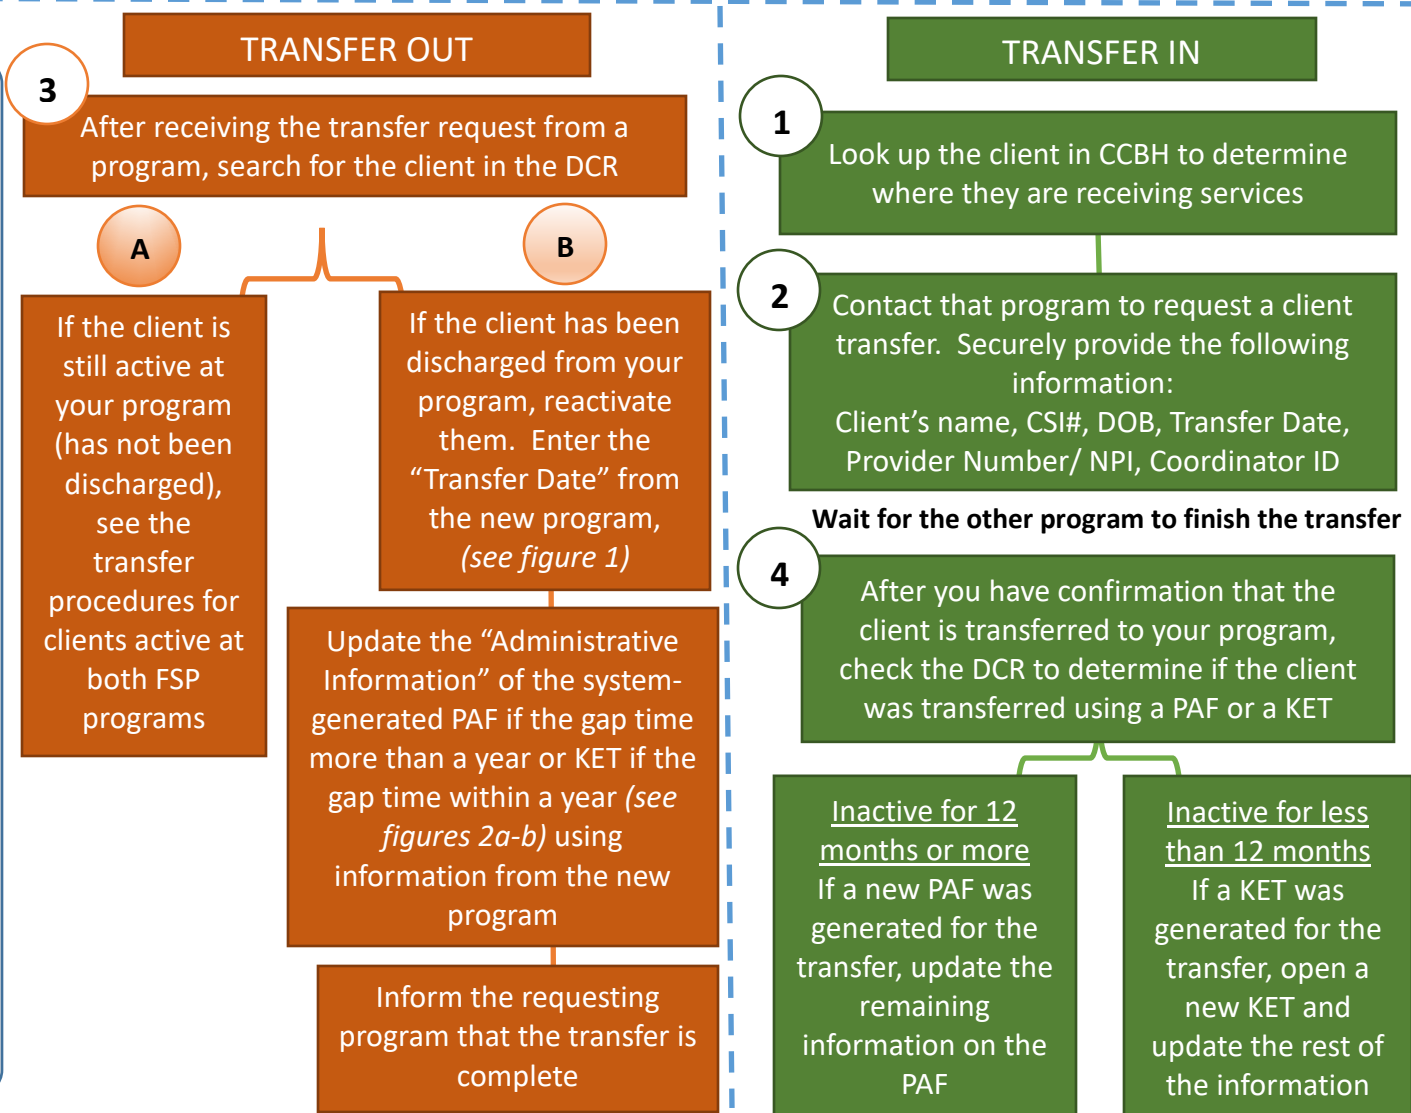 TRANSFER OUT
3
After receiving the transfer request from a
program, search for the client in the DCR
A
If the client is
still active at
your program
(has not been
discharged),
see the
transfer
procedures for
clients active at
both FSP
programs
B
If the client has been
discharged from your
program, reactivate
them.  Enter the
“Transfer Date” from
the new program,
(see figure 1)
Update the “Administrative
Information” of the system-
generated PAF if the gap time
more than a year or KET if the
gap time within a year (see
figures 2a-b) using
information from the new
program
Inform the requesting
program that the transfer is
complete
TRANSFER IN
1
Look up the client in CCBH to determine
where they are receiving services
2
Contact that program to request a client
transfer.  Securely provide the following
information:
Client’s name, CSI#, DOB, Transfer Date,
Provider Number/ NPI, Coordinator ID
Wait for the other program to finish the transfer
4
After you have confirmation that the
client is transferred to your program,
check the DCR to determine if the client
was transferred using a PAF or a KET
Inactive for 12
months or more
If a new PAF was
generated for the
transfer, update the
remaining
information on the
PAF
Inactive for less
than 12 months
If a KET was
generated for the
transfer, open a
new KET and
update the rest of
the information